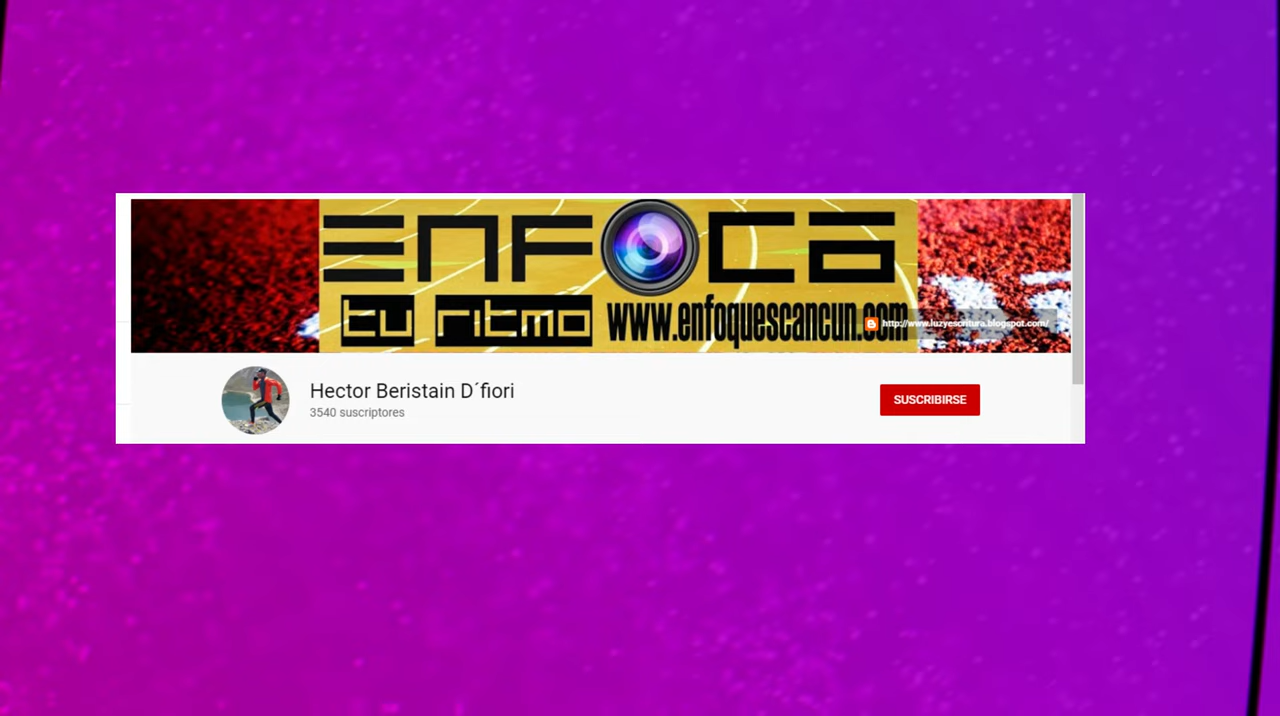 ENFOCA
tu ritmo www.enfoquescancun.com
http://www.luzyescritura.blogspot.com/
Hector Beristain D´fiori
3540 suscriptores
SUSCRIBIRSE